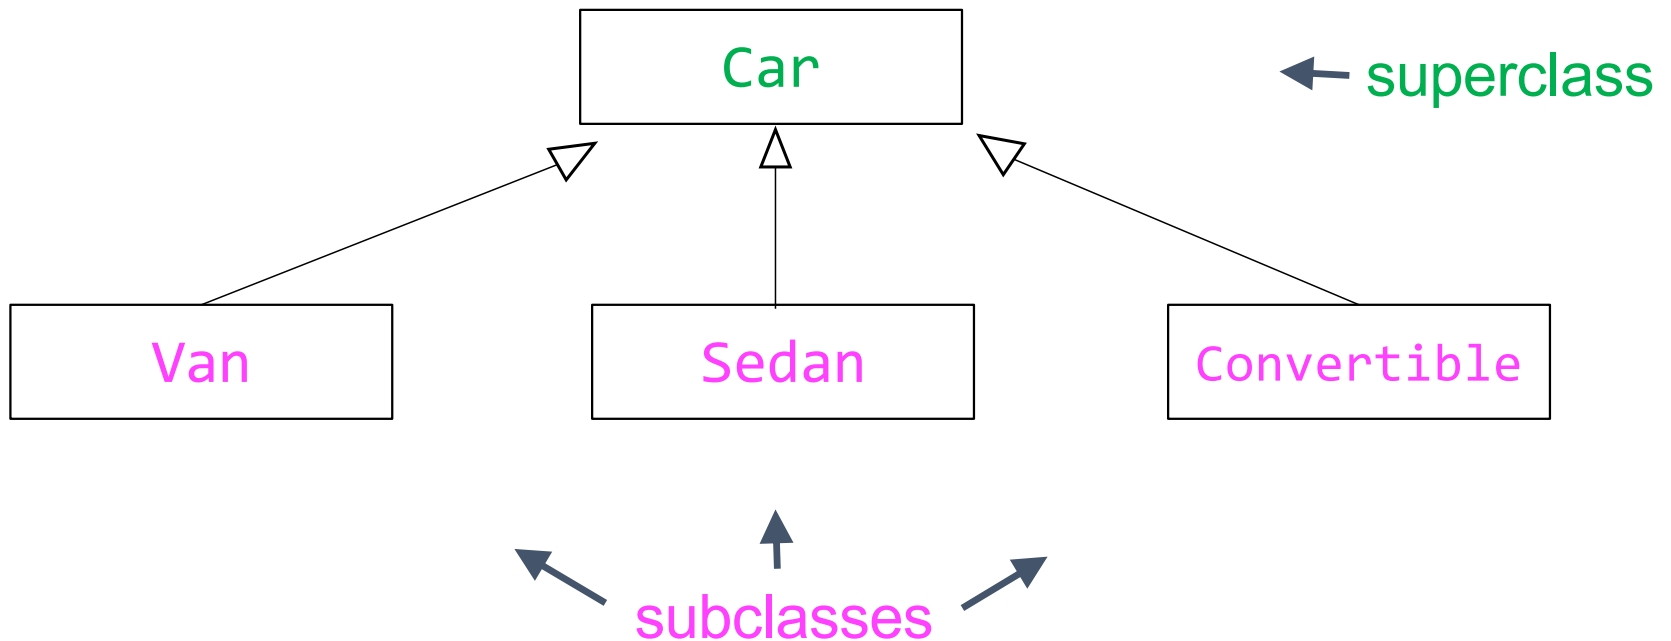 Car
superclass
Van
Sedan
Convertible
subclasses